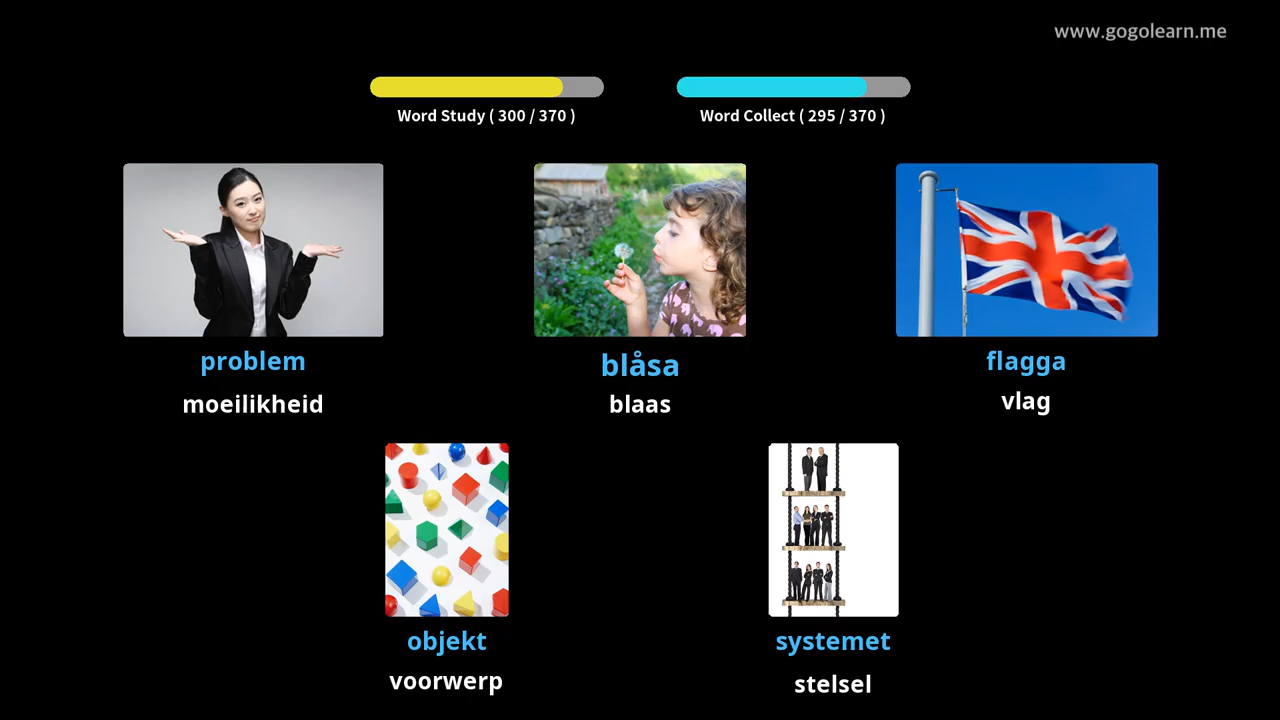 www.gogolearn.me
Word Study ( 300 / 370 )
Word Collect ( 295 / 370 )
problem
moeilikheid
blåsa
blaas
flagga
vlag
objekt
voorwerp
systemet
stelsel